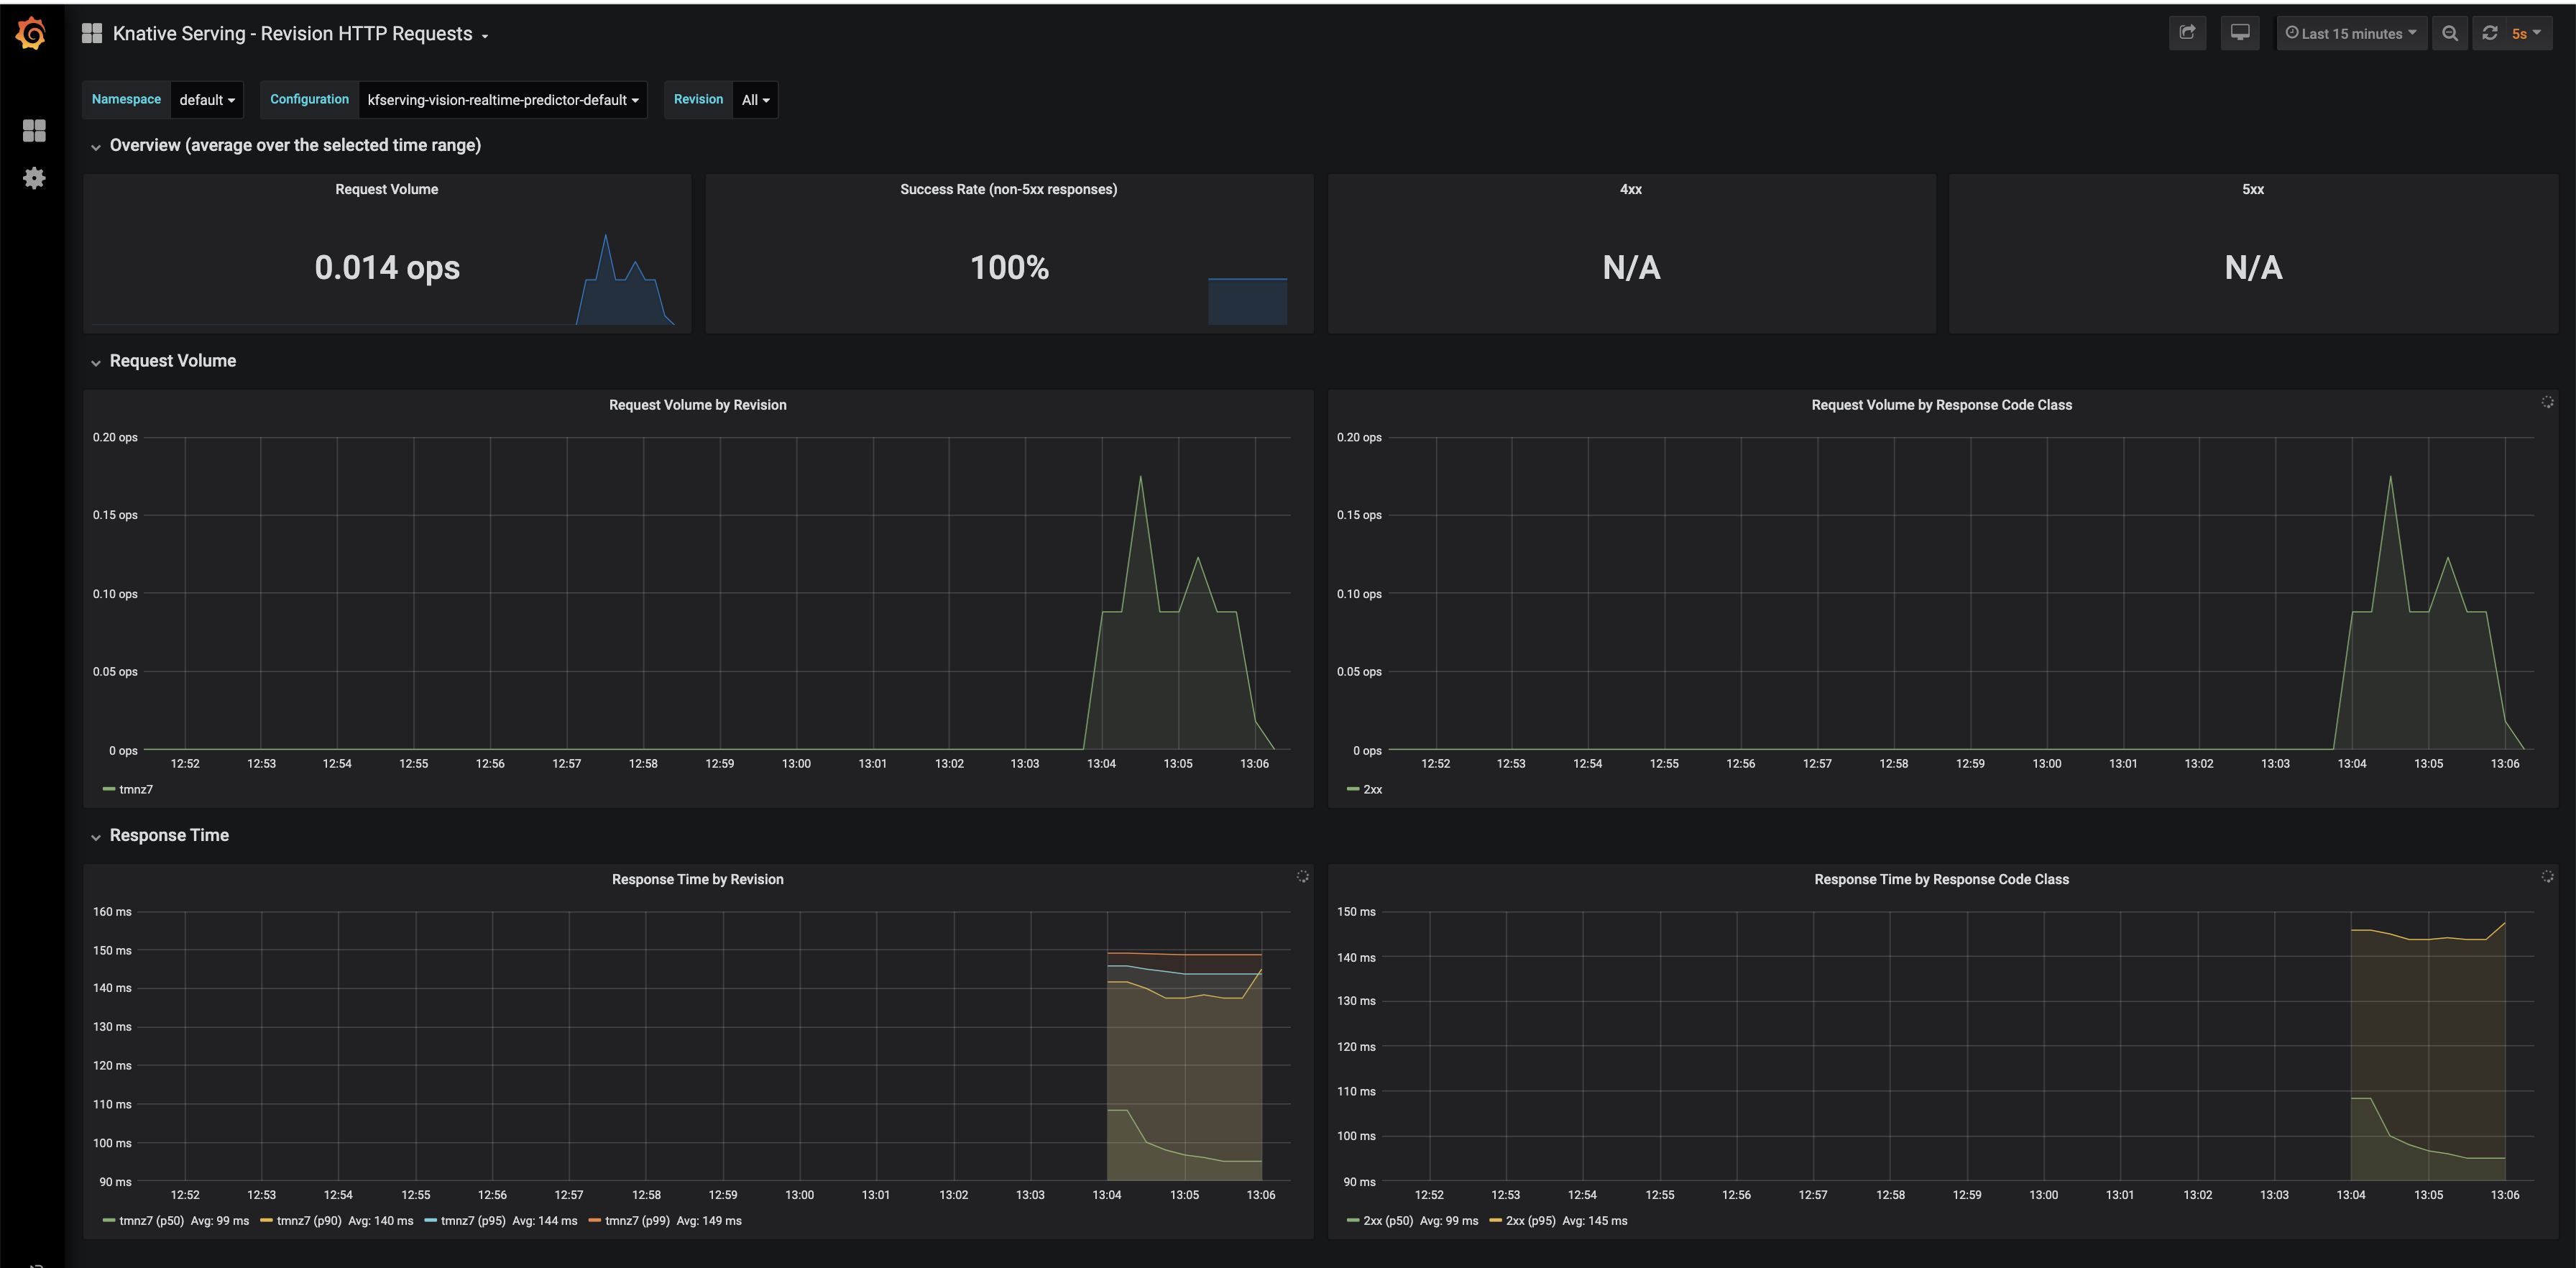 Knative Serving - Revision HTTP Requests
Last 15 minutes
5s
Namespace default Configuration kfserving-vision-realtime-predictor-default Revision All
Overview (average over the selected time range)
Request Volume
0.014 ops
Success Rate (non-5xx responses)
100%
4xx
N/A
5xx
N/A
Request Volume
Request Volume by Revision
0.20 ops
0.15 ops
0.10 ops
0.05 ops
0 ops
12:52 12:53 12:54 12:55 12:56 12:57 12:58 12:59 13:00 13:01 13:02 13:03 13:04 13:05 13:06
tmnz7
Request Volume by Response Code Class
0.20 ops
0.15 ops
0.10 ops
0.05 ops
0 ops
12:52 12:53 12:54 12:55 12:56 12:57 12:58 12:59 13:00 13:01 13:02 13:03 13:04 13:05 13:06
2xx
Response Time
Response Time by Revision
160 ms
150 ms
140 ms
130 ms
120 ms
110 ms
100 ms
90 ms
12:52 12:53 12:54 12:55 12:56 12:57 12:58 12:59 13:00 13:01 13:02 13:03 13:04 13:05 13:06
tmnz7 (p50) Avg: 99 ms tmnz7 (p90) Avg: 140 ms tmnz7 (p95) Avg: 144 ms tmnz7 (p99) Avg: 149 ms
Response Time by Response Code Class
150 ms
140 ms
130 ms
120 ms
110 ms
100 ms
90 ms
12:52 12:53 12:54 12:55 12:56 12:57 12:58 12:59 13:00 13:01 13:02 13:03 13:04 13:05 13:06
2xx (p50) Avg: 99 ms 2xx (p95) Avg: 145 ms